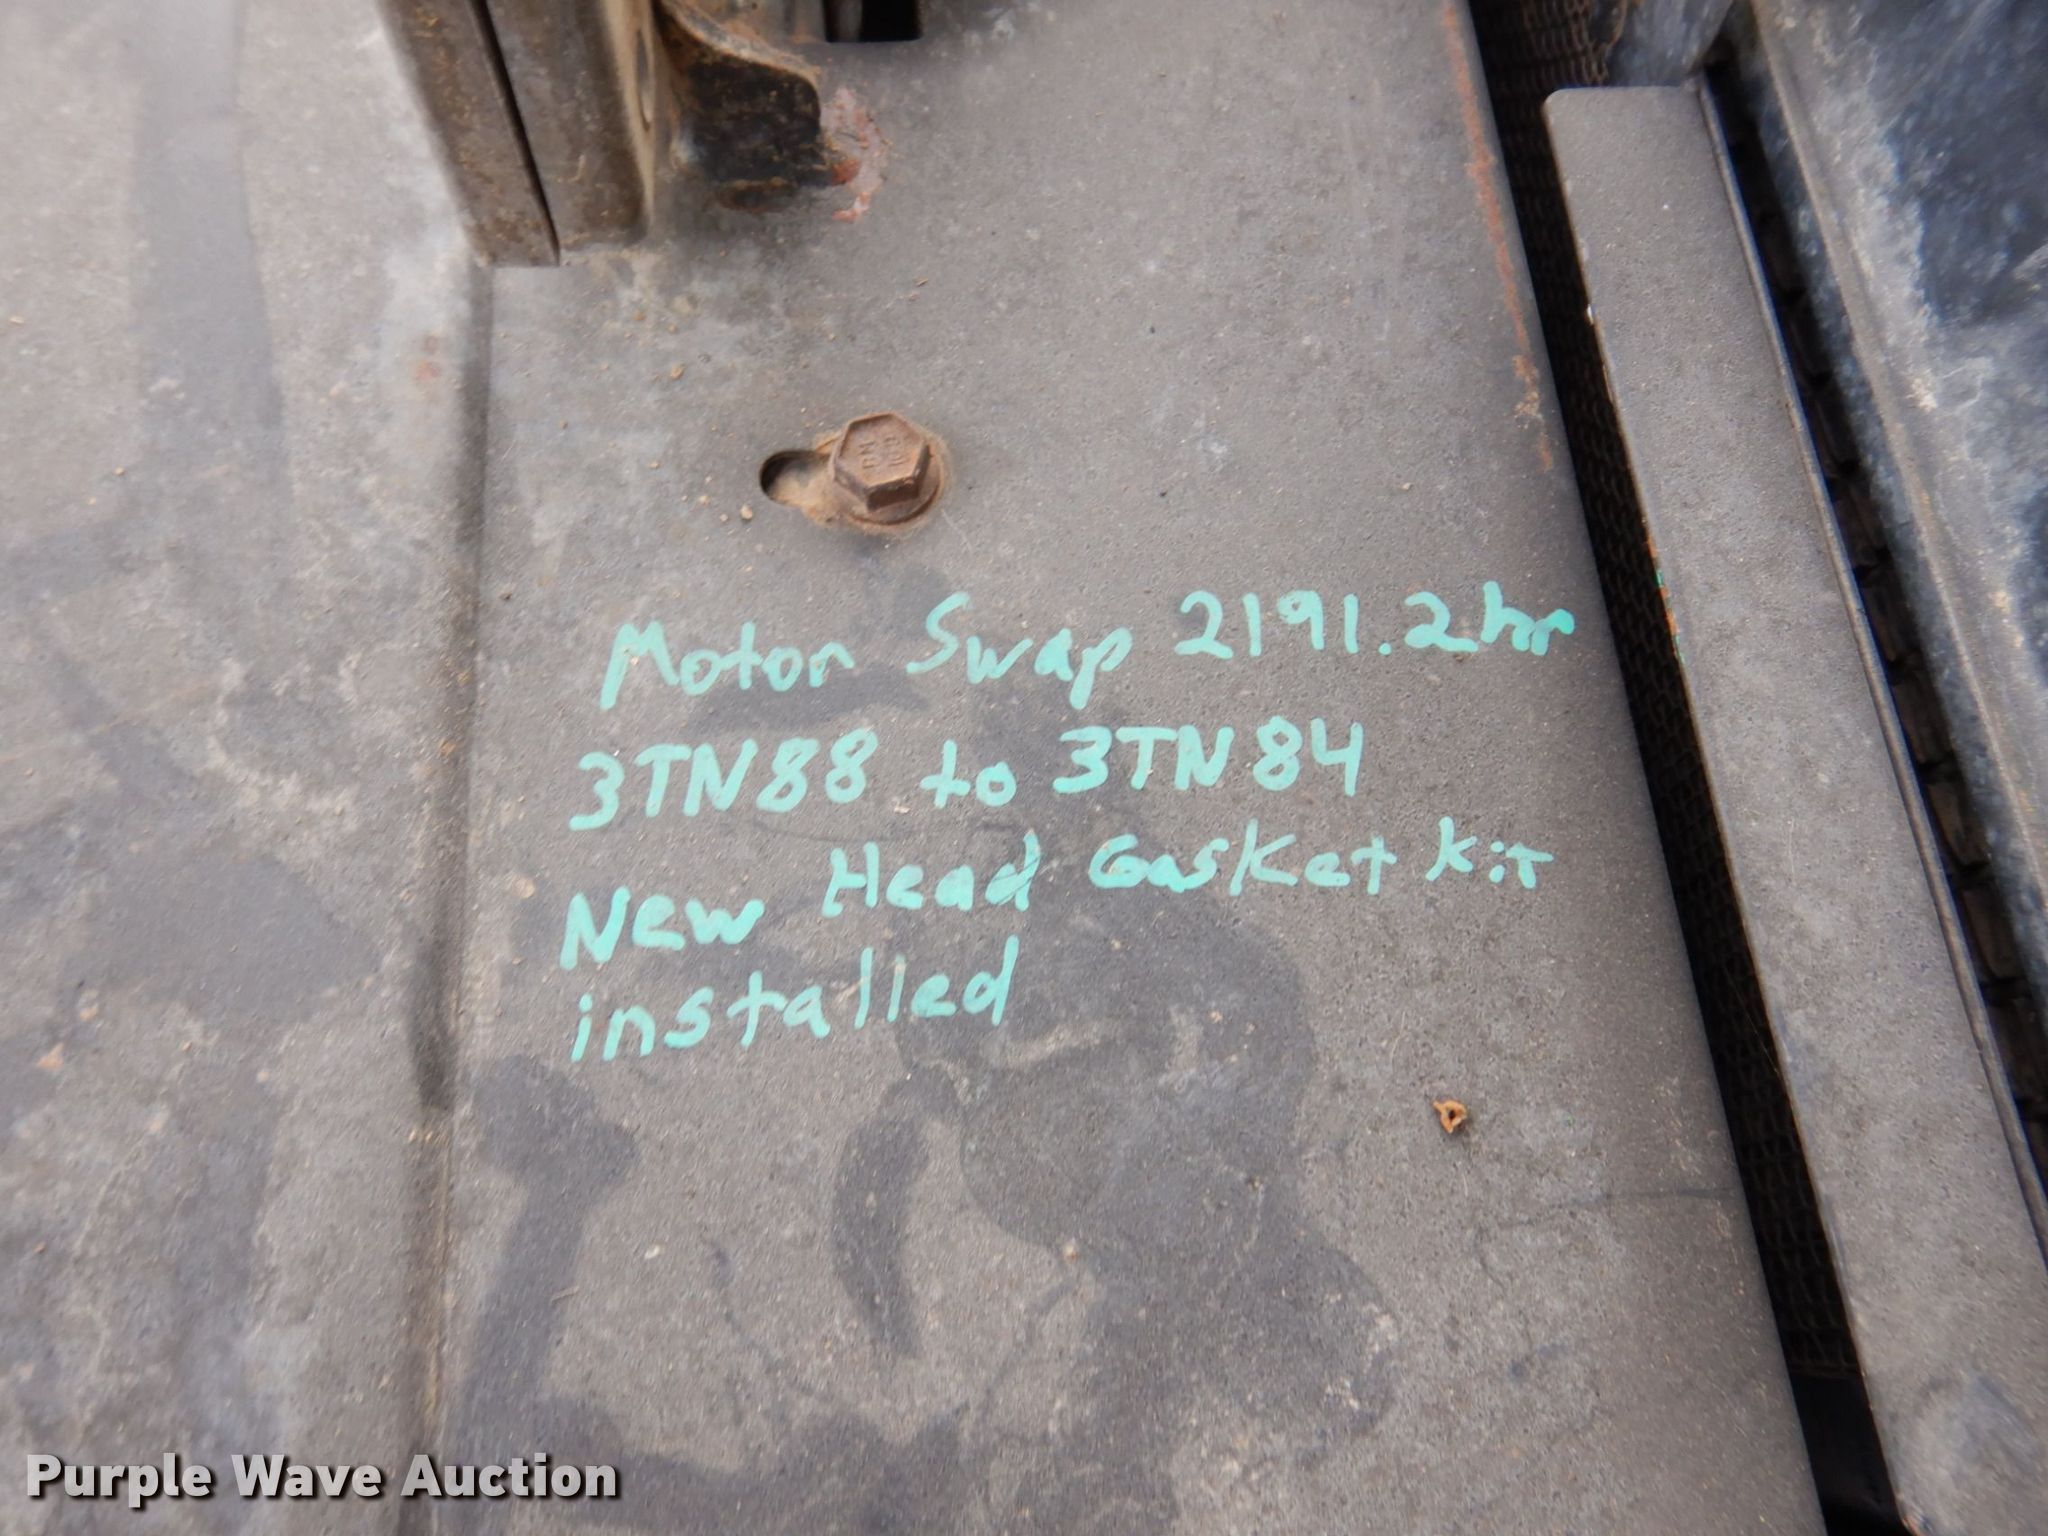 Motor Swap 2191.2hr
3TN88 to 3TN84
New Head Gasket Kit
installed
Purple Wave Auction